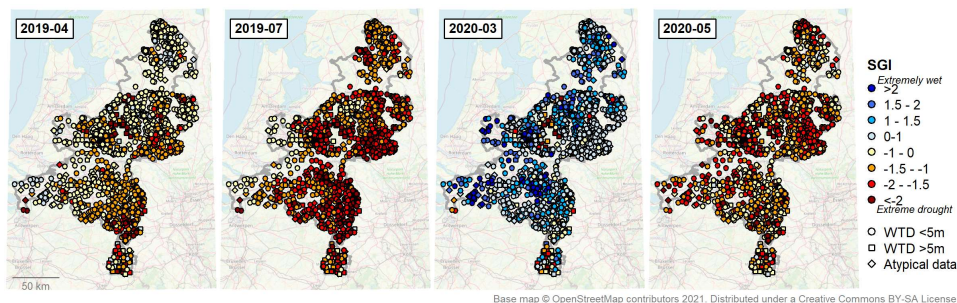 2019-04
2019-07
2020-03
2020-05
SGI
Extremely wet
>2
1.5 - 2
1 - 1.5
0-1
-1 - 0
-1.5 - -1
-2 - -1.5
<-2
Extreme drought
WTD <5m
WTD >5m
Atypical data
50 km
Base map © OpenStreetMap contributors 2021. Distributed under a Creative Commons BY-SA License